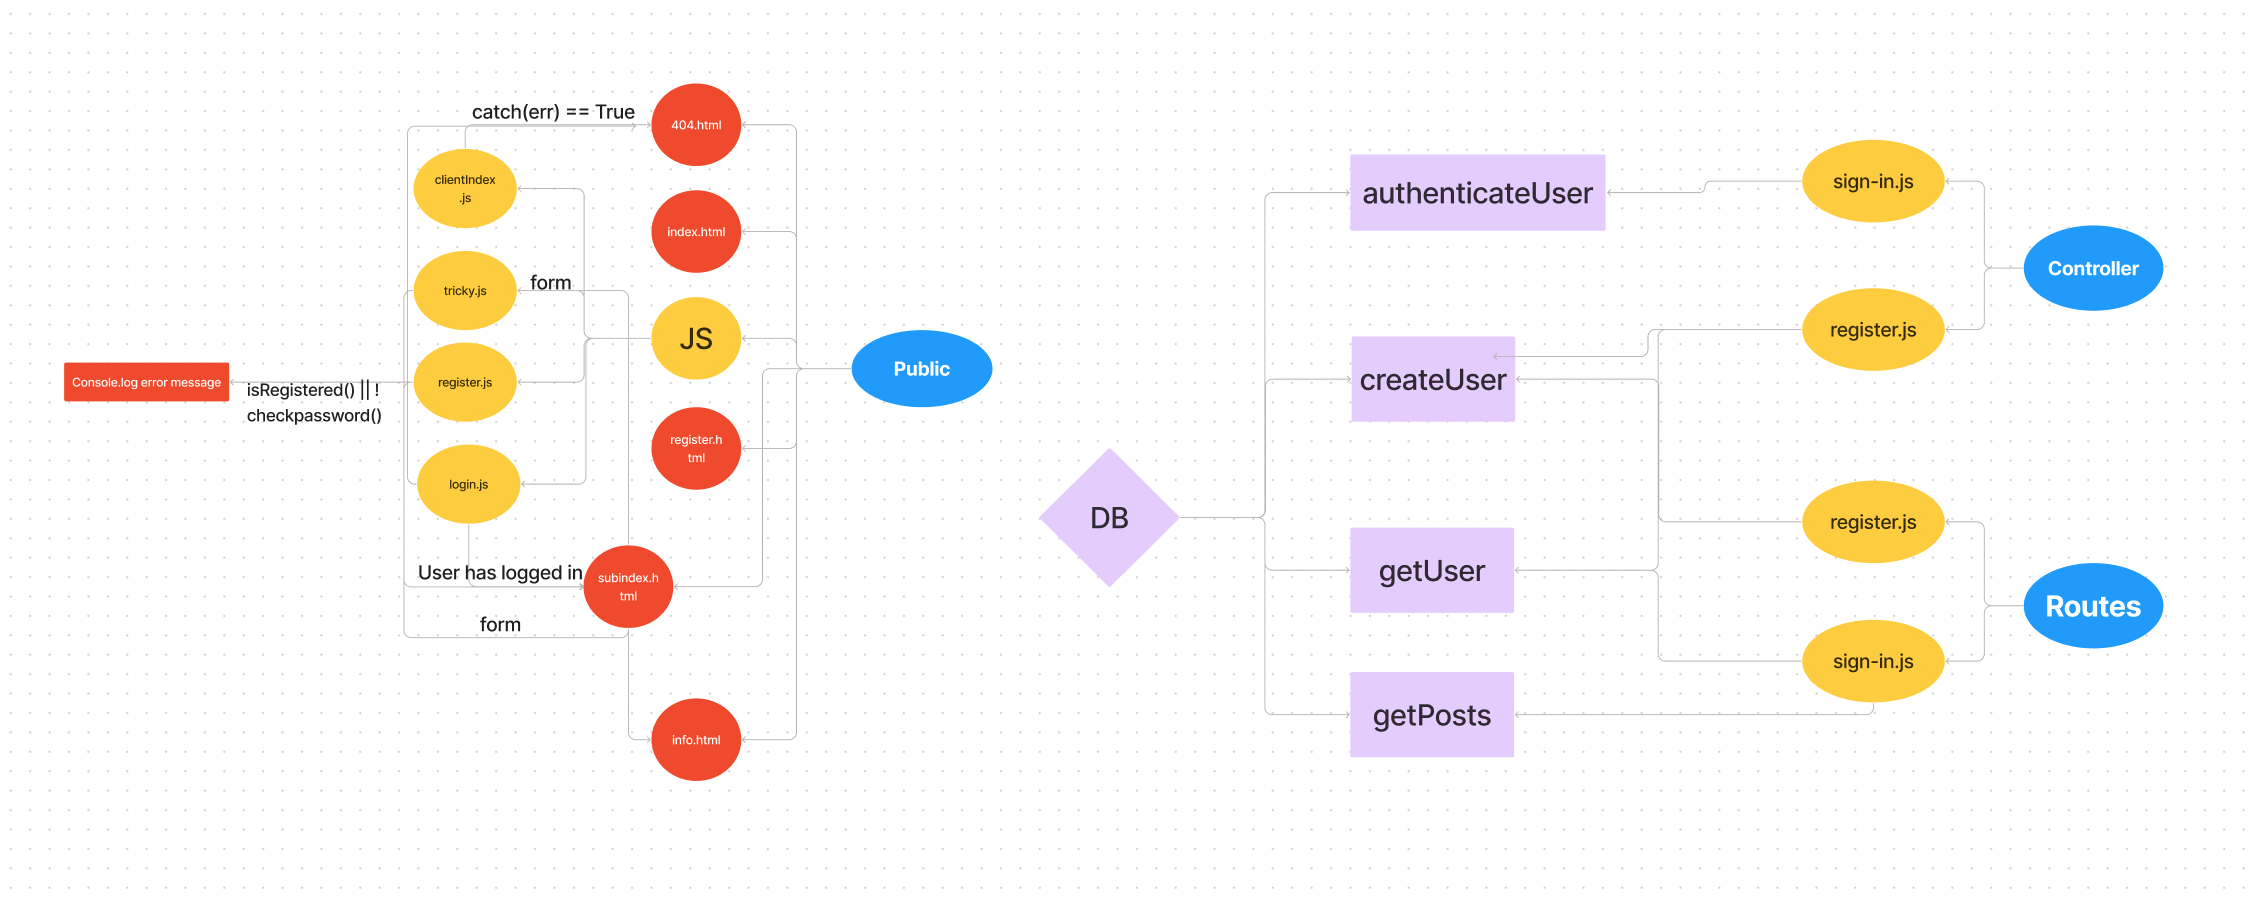 catch(err) == True
404.html
clientIndex
.js
index.html
form
tricky.js
JS
Console.log error message
register.js
isRegistered() || !
checkpassword()
Public
register.h
tml
login.js
User has logged in
subindex.h
tml
form
info.html
DB
authenticateUser
createUser
getUser
getPosts
sign-in.js
Controller
register.js
register.js
Routes
sign-in.js